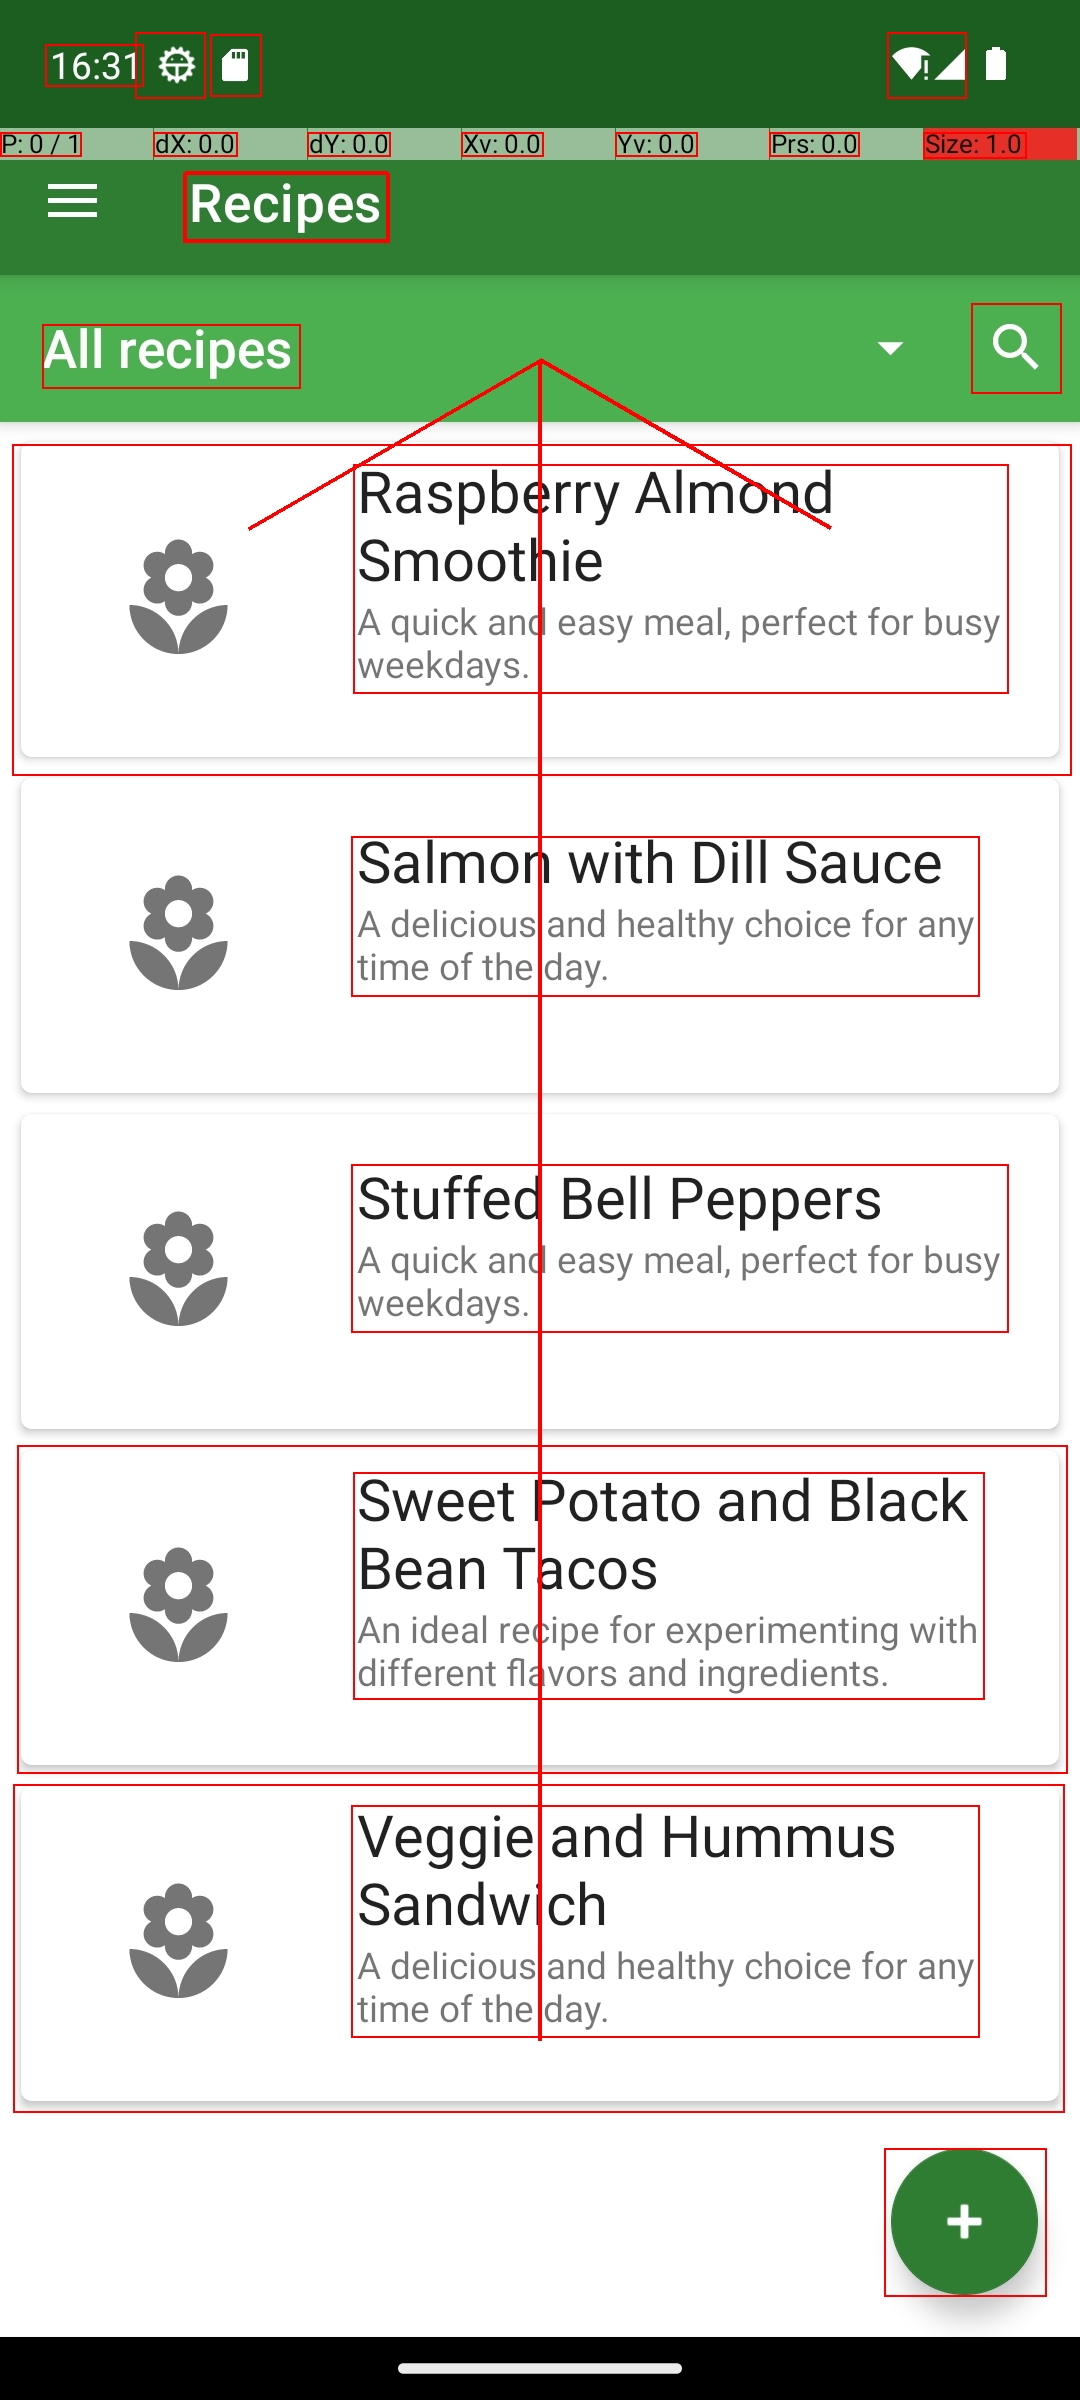 16:31
P: 0 / 1 dX: 0.0 dY: 0.0 Xv: 0.0 Yv: 0.0 Prs: 0.0 Size: 1.0
Recipes
All recipes
Raspberry Almond
Smoothie
A quick and easy meal, perfect for busy
weekdays.
Salmon with Dill Sauce
A delicious and healthy choice for any
time of the day.
Stuffed Bell Peppers
A quick and easy meal, perfect for busy
weekdays.
Sweet Potato and Black
Bean Tacos
An ideal recipe for experimenting with
different flavors and ingredients.
Veggie and Hummus
Sandwich
A delicious and healthy choice for any
time of the day.